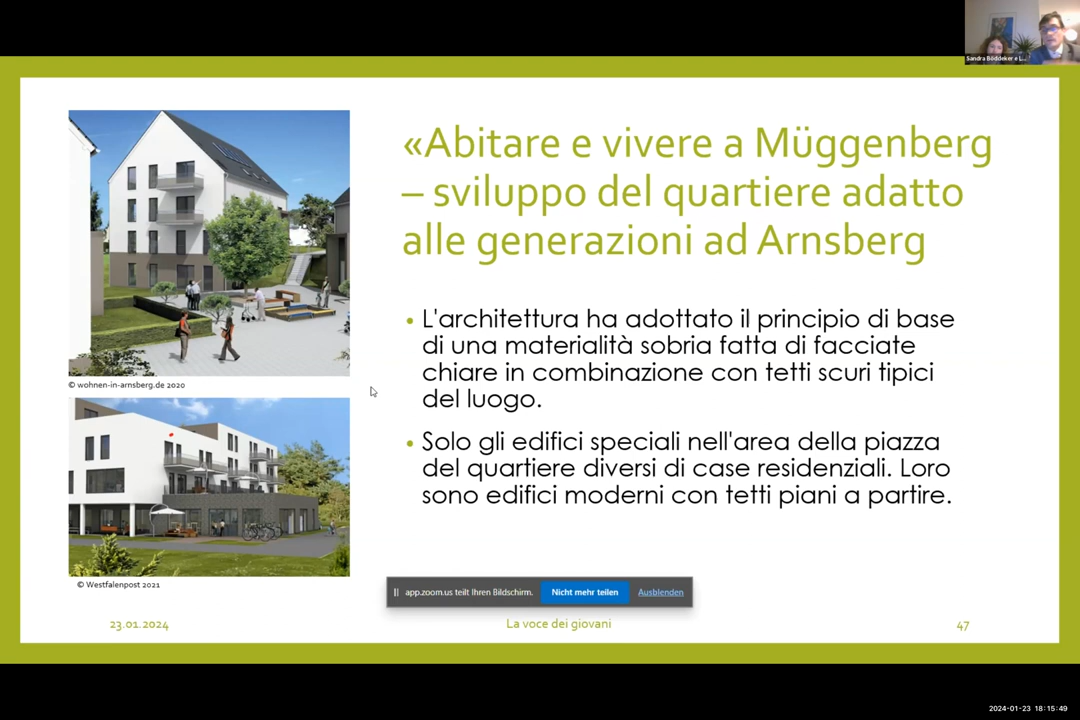 Sandra Böddeker e L...
«Abitare e vivere a Müggenberg
– sviluppo del quartiere adatto
alle generazioni ad Arnsberg
© wohnen-in-arnsberg.de 2020
• L'architettura ha adottato il principio di base
di una materialità sobria fatta di facciate
chiare in combinazione con tetti scuri tipici
del luogo.
• Solo gli edifici speciali nell'area della piazza
del quartiere diversi di case residenziali. Loro
sono edifici moderni con tetti piani a partire.
© Westfalenpost 2021
app.zoom.us teilt Ihren Bildschirm. Nicht mehr teilen Ausblenden
23.01.2024 La voce dei giovani 47
2024-01-23 18:15:49